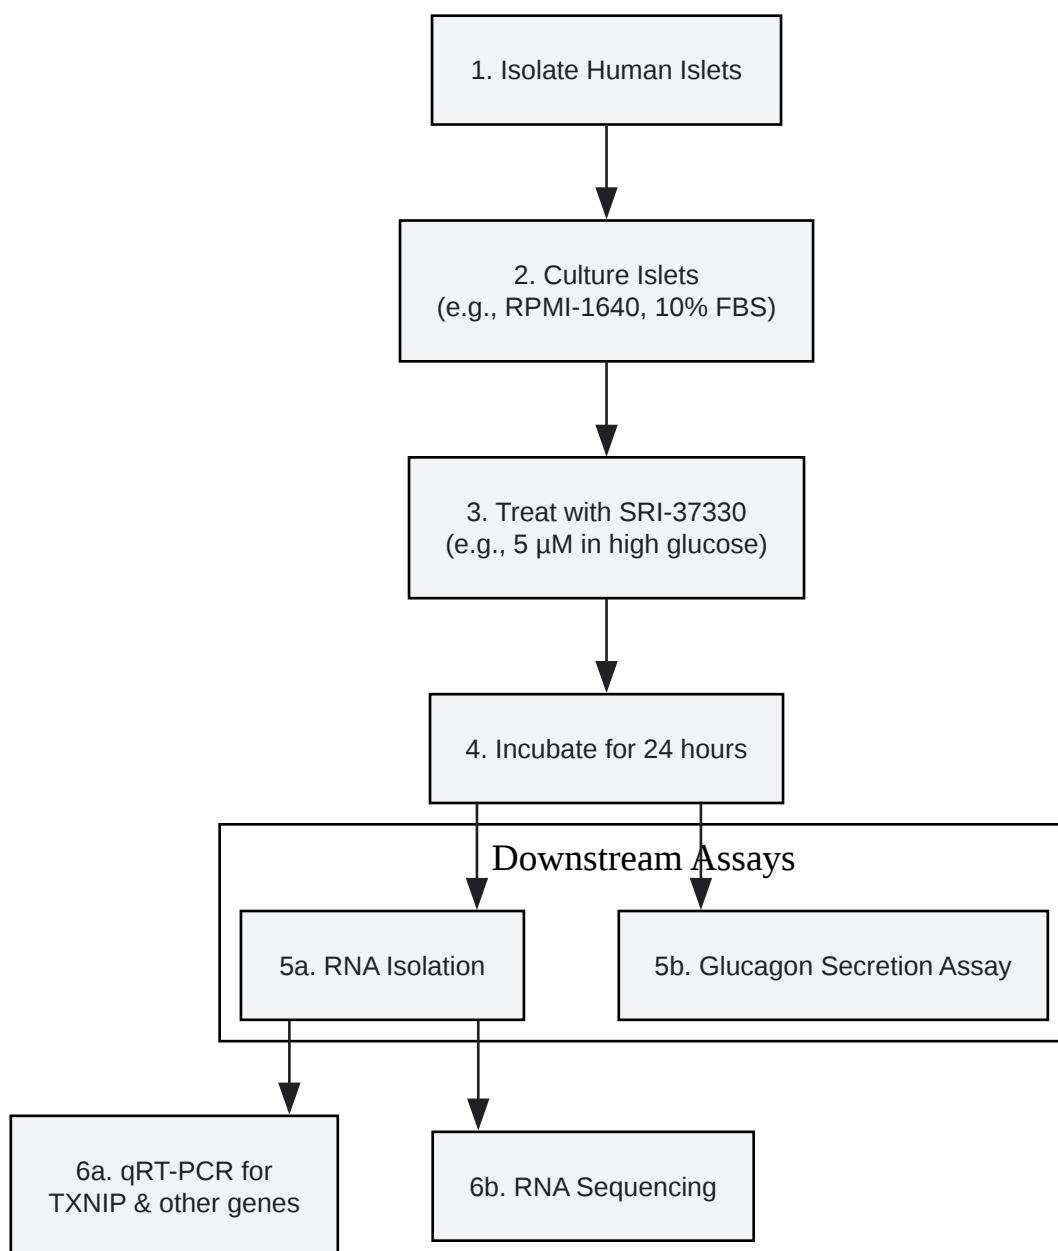 1. Isolate Human Islets
2. Culture Islets
(e.g., RPMI-1640, 10% FBS)
3. Treat with SRI-37330
(e.g., 5 µM in high glucose)
4. Incubate for 24 hours
Downstream Assays
5a. RNA Isolation
5b. Glucagon Secretion Assay
6a. qRT-PCR for
TXNIP & other genes
6b. RNA Sequencing